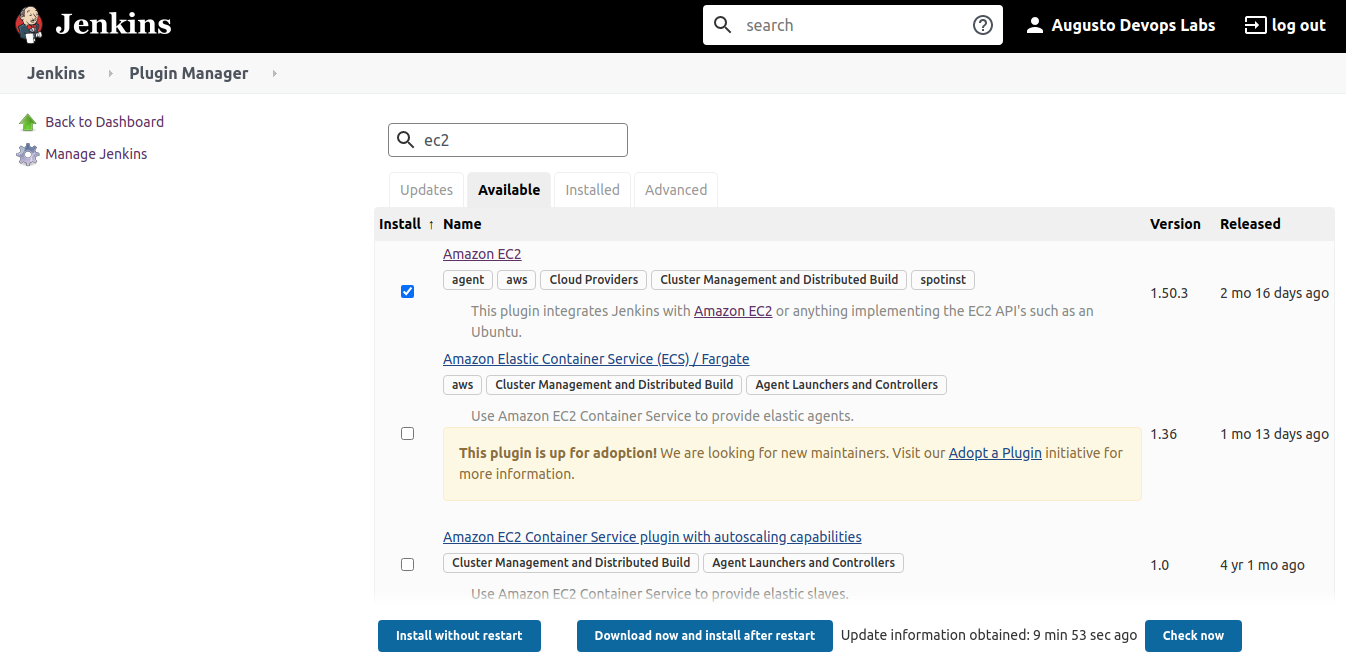 Jenkins
search
Augusto Devops Labs
log out
Jenkins
Plugin Manager
Back to Dashboard
Manage Jenkins
ec2
Updates
Available
Installed
Advanced
Install ↑ Name Version Released
Amazon EC2
agent aws Cloud Providers Cluster Management and Distributed Build spotinst
This plugin integrates Jenkins with Amazon EC2 or anything implementing the EC2 API's such as an
Ubuntu.
1.50.3
2 mo 16 days ago
Amazon Elastic Container Service (ECS) / Fargate
aws Cluster Management and Distributed Build Agent Launchers and Controllers
Use Amazon EC2 Container Service to provide elastic agents.
This plugin is up for adoption! We are looking for new maintainers. Visit our Adopt a Plugin initiative for
more information.
1.36
1 mo 13 days ago
Amazon EC2 Container Service plugin with autoscaling capabilities
Cluster Management and Distributed Build Agent Launchers and Controllers
Use Amazon EC2 Container Service to provide elastic slaves.
1.0
4 yr 1 mo ago
Install without restart
Download now and install after restart
Update information obtained: 9 min 53 sec ago
Check now